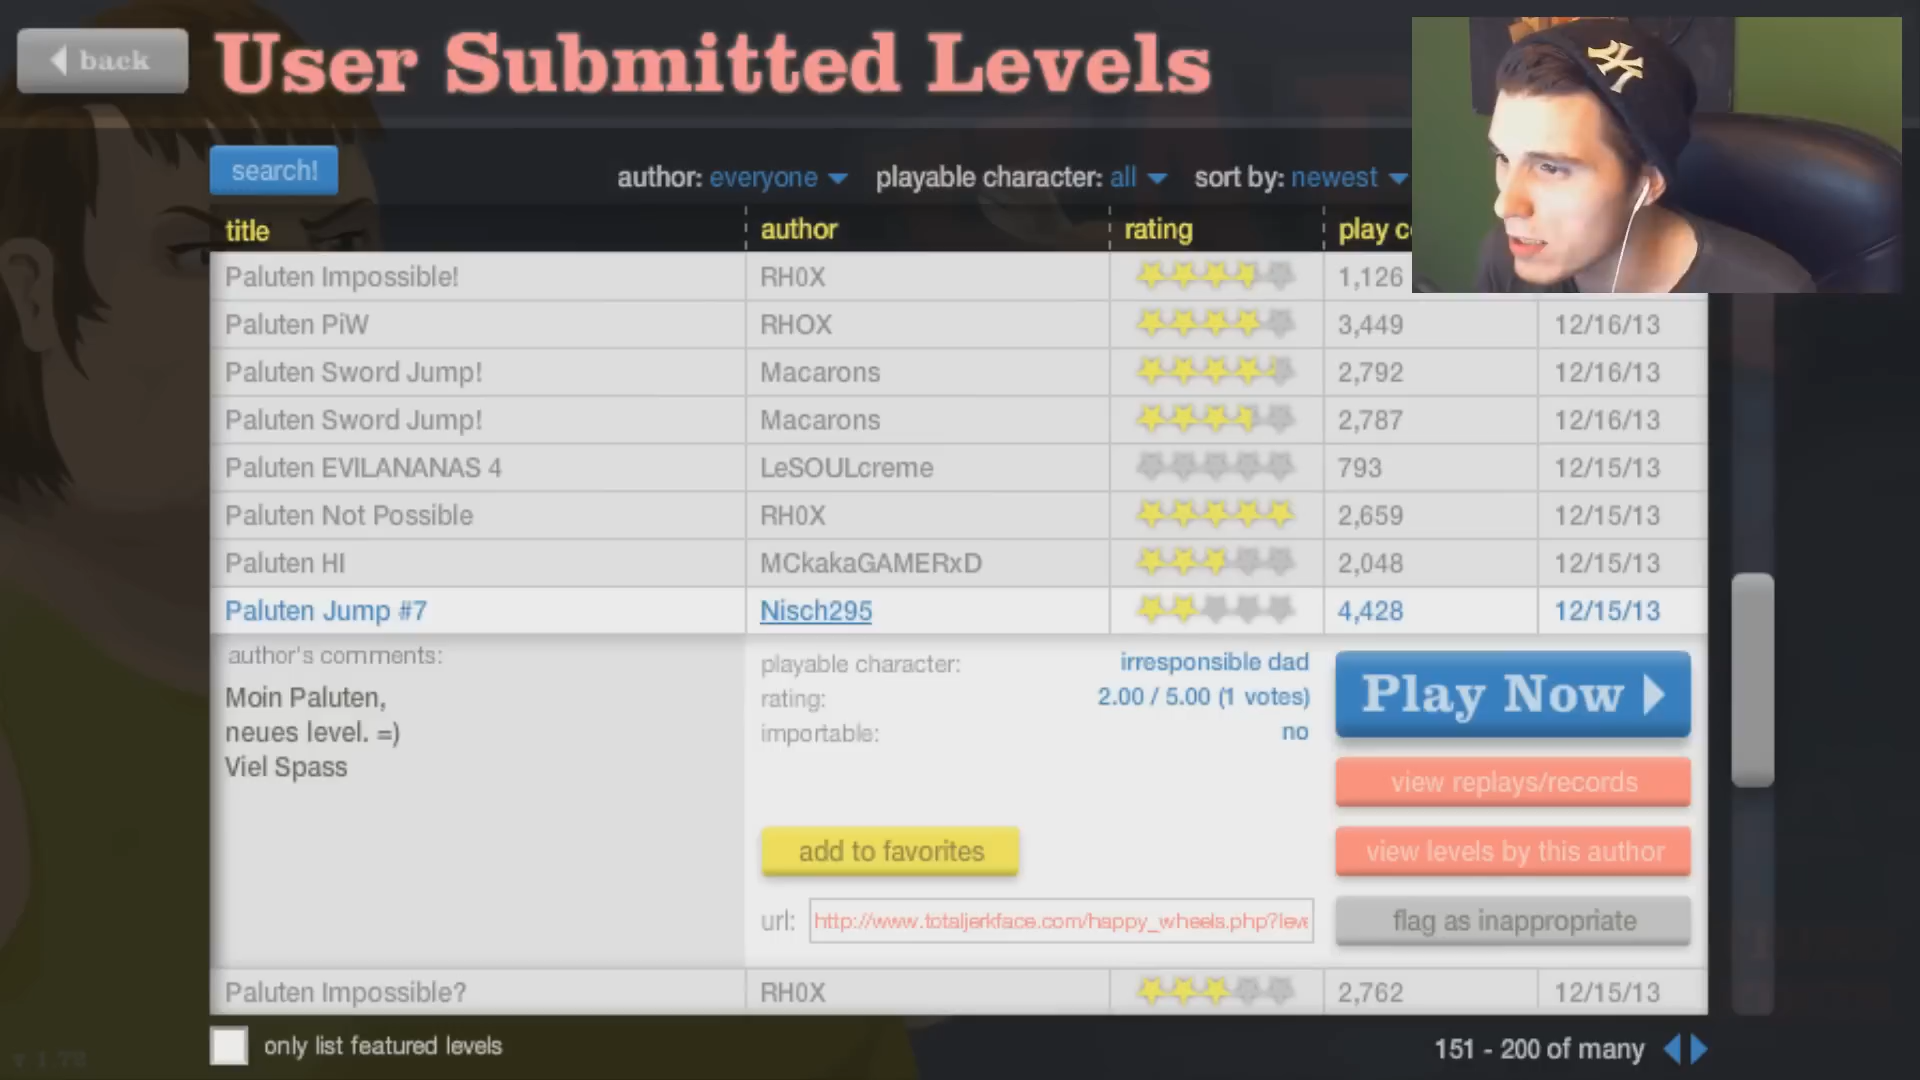 back
User Submitted Levels
search!
author: everyone
playable character: all
sort by: newest
title author rating play c
Paluten Impossible! RH0X 1,126
Paluten PiW RHOX 3,449 12/16/13
Paluten Sword Jump! Macarons 2,792 12/16/13
Paluten Sword Jump! Macarons 2,787 12/16/13
Paluten EVILANANAS 4 LeSOULcreme 793 12/15/13
Paluten Not Possible RH0X 2,659 12/15/13
Paluten HI MCkakaGAMERxD 2,048 12/15/13
Paluten Jump #7 Nisch295 4,428 12/15/13
author's comments:
Moin Paluten,
neues level. =)
Viel Spass
playable character: irresponsible dad
rating: 2.00 / 5.00 (1 votes)
importable: no
Play Now
view replays/records
add to favorites
view levels by this author
url: http://www.totaljerkface.com/happy_wheels.php?leve
flag as inappropriate
Paluten Impossible? RH0X 2,762 12/15/13
only list featured levels
151 - 200 of many
v 1.72
NY